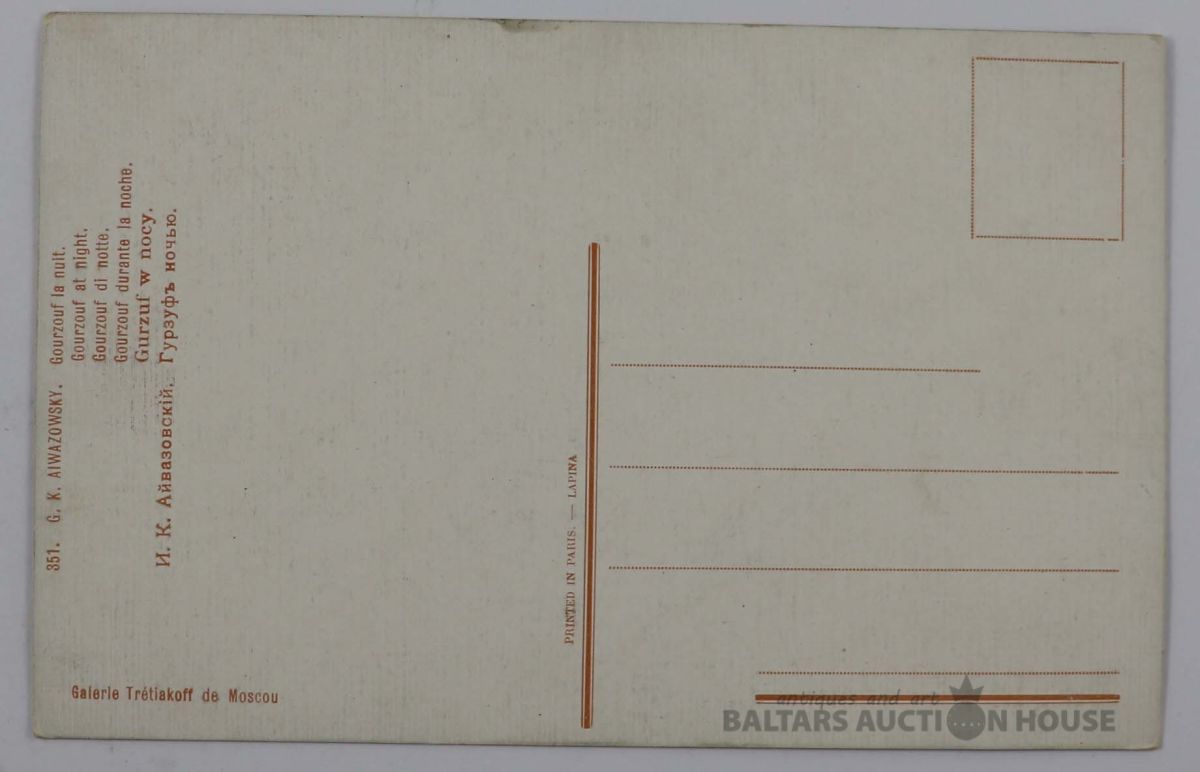 351. G. K. AIWAZOWSKY. Gourzouf la nuit.
Gourzouf at night.
Gourzouf di notte.
Gourzouf durante la noche.
Gurzuf w nocy.
И. К. Айвазовскій. Гурзуфъ ночью.
Galerie Trétiakoff de Moscou
PRINTED IN PARIS. — LAPINA
antiques and art
BALTARS AUCTION HOUSE